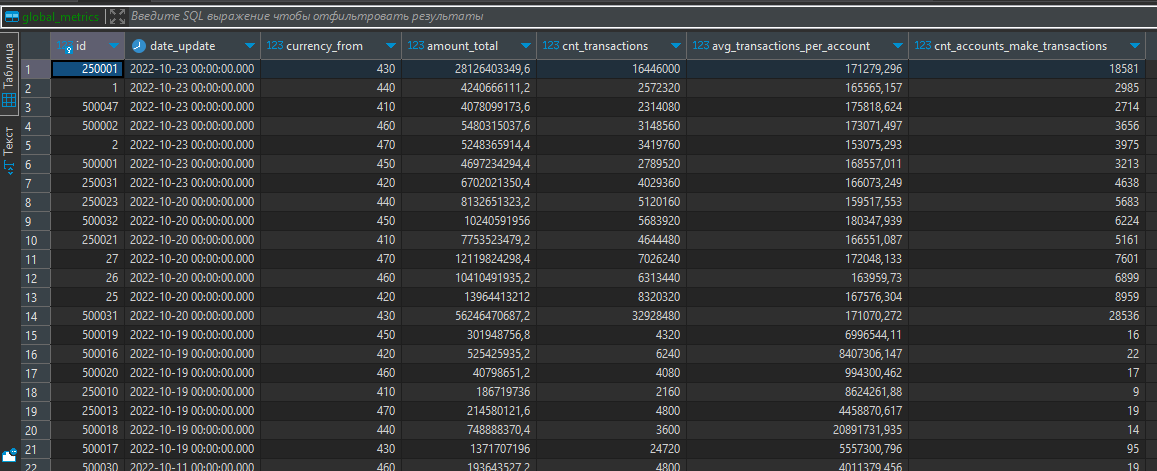 global_metrics Введите SQL выражение чтобы отфильтровать результаты
Таблица
Текст
id date_update 123 currency_from 123 amount_total 123 cnt_transactions 123 avg_transactions_per_account 123 cnt_accounts_make_transactions
1 250001 2022-10-23 00:00:00.000 430 28126403349,6 16446000 171279,296 18581
2 1 2022-10-23 00:00:00.000 440 4240666111,2 2572320 165565,157 2985
3 500047 2022-10-23 00:00:00.000 410 4078099173,6 2314080 175818,624 2714
4 500002 2022-10-23 00:00:00.000 460 5480315037,6 3148560 173071,497 3656
5 2 2022-10-23 00:00:00.000 470 5248365914,4 3419760 153075,293 3975
6 500001 2022-10-23 00:00:00.000 450 4697234294,4 2789520 168557,011 3213
7 250031 2022-10-23 00:00:00.000 420 6702021350,4 4029360 166073,249 4638
8 250023 2022-10-20 00:00:00.000 440 8132651323,2 5120160 159517,553 5683
9 500032 2022-10-20 00:00:00.000 450 10240591956 5683920 180347,939 6224
10 250021 2022-10-20 00:00:00.000 410 7753523479,2 4644480 166551,087 5161
11 27 2022-10-20 00:00:00.000 470 12119824298,4 7026240 172048,133 7601
12 26 2022-10-20 00:00:00.000 460 10410491935,2 6313440 163959,73 6899
13 25 2022-10-20 00:00:00.000 420 13964413212 8320320 167576,304 8959
14 500031 2022-10-20 00:00:00.000 430 56246470687,2 32928480 171070,272 28536
15 500019 2022-10-19 00:00:00.000 450 301948756,8 4320 6996544,11 16
16 500016 2022-10-19 00:00:00.000 420 525425935,2 6240 8407306,147 22
17 500020 2022-10-19 00:00:00.000 460 40798651,2 4080 994300,462 17
18 250010 2022-10-19 00:00:00.000 410 186719736 2160 8624261,88 9
19 250013 2022-10-19 00:00:00.000 470 214580121,6 4800 4458870,617 19
20 500018 2022-10-19 00:00:00.000 440 748888370,4 3600 20891731,935 14
21 500017 2022-10-19 00:00:00.000 430 1371707196 24720 5557300,796 95
22 500030 2022-10-11 00:00:00.000 460 193643527,2 4800 4011379,456 19